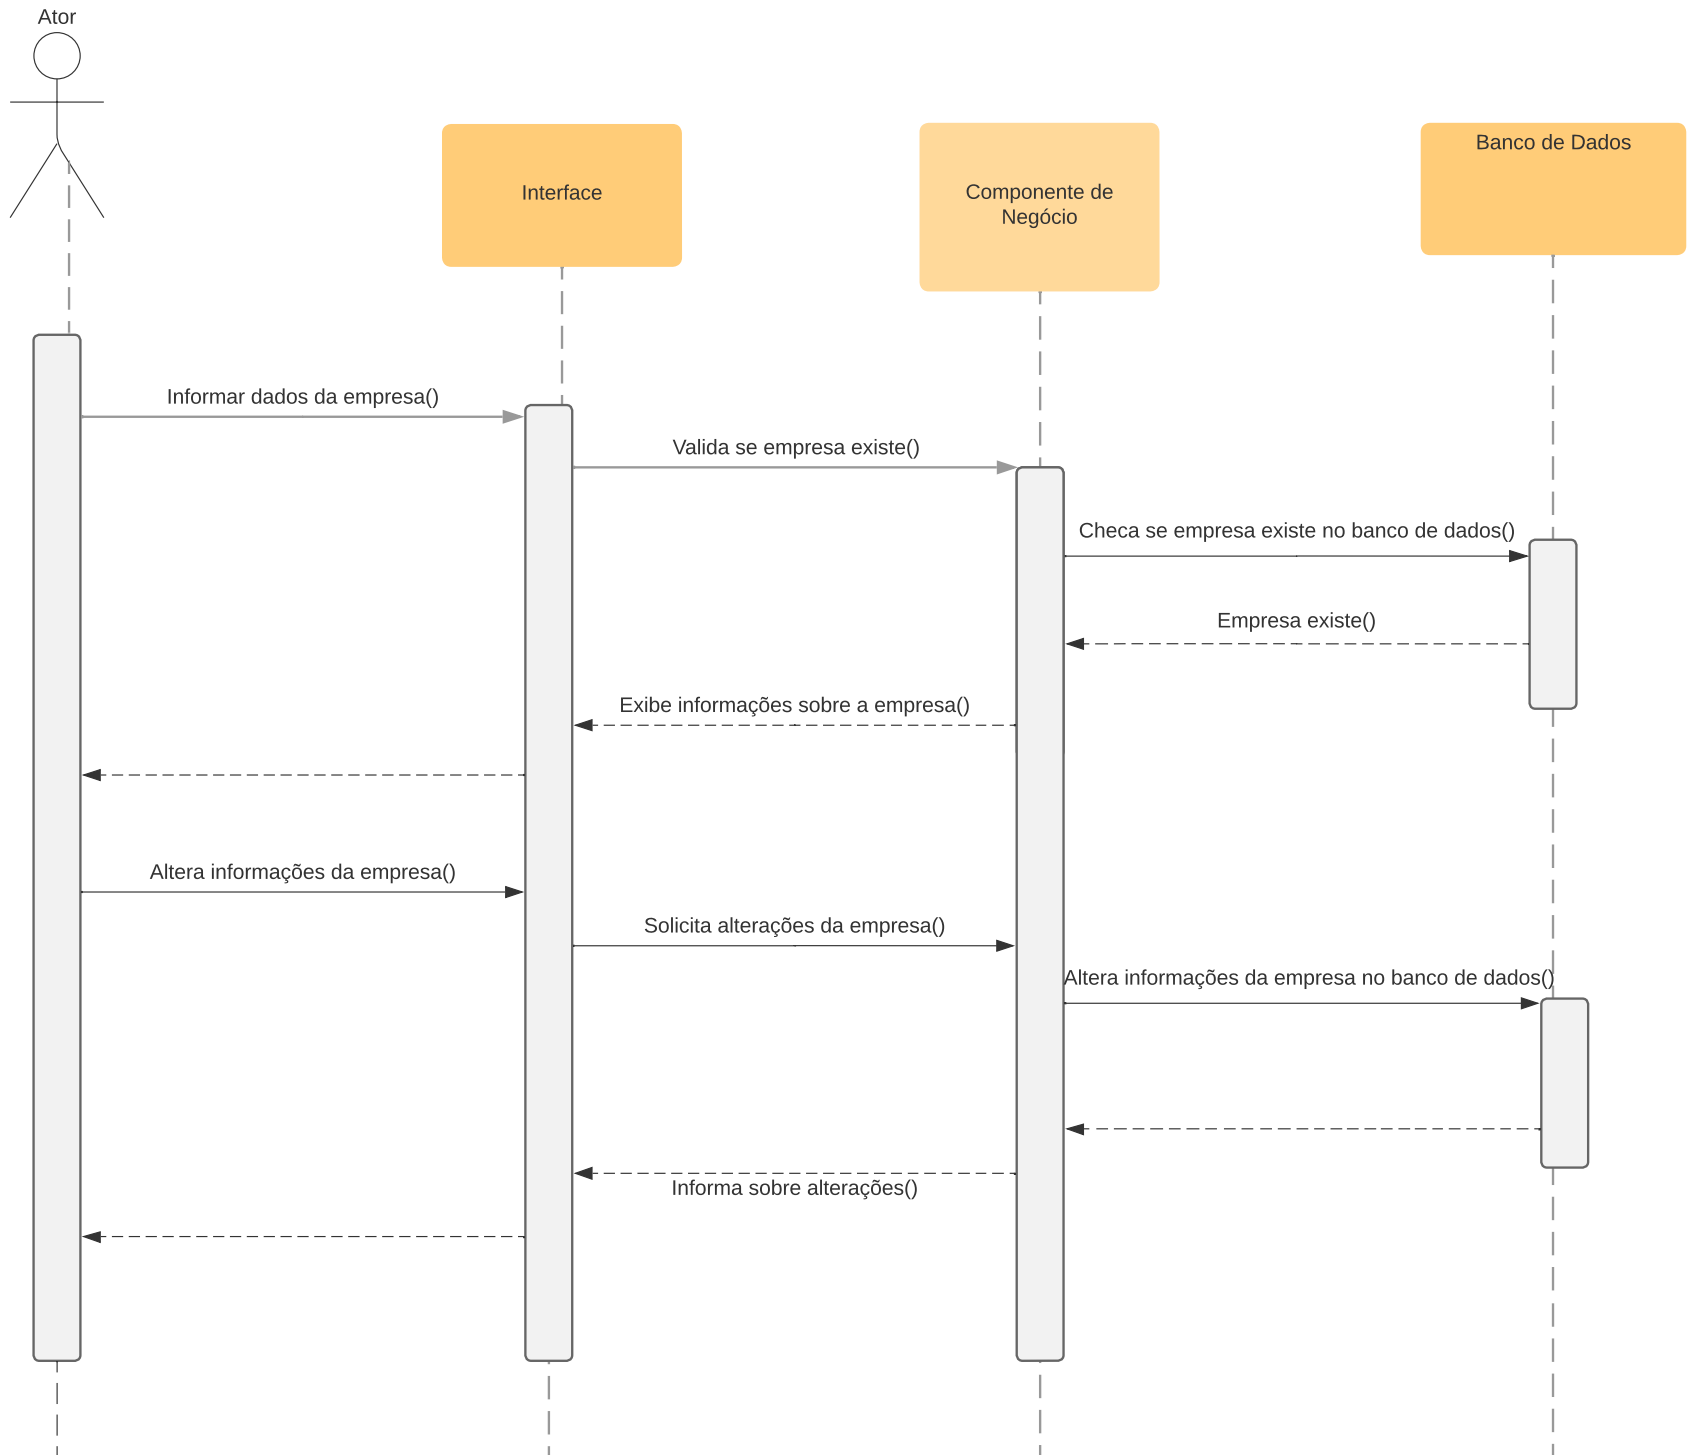 Ator
Interface
Componente de
Negócio
Banco de Dados
Informar dados da empresa()
Valida se empresa existe()
Checa se empresa existe no banco de dados()
Empresa existe()
Exibe informações sobre a empresa()
Altera informações da empresa()
Solicita alterações da empresa()
Altera informações da empresa no banco de dados()
Informa sobre alterações()